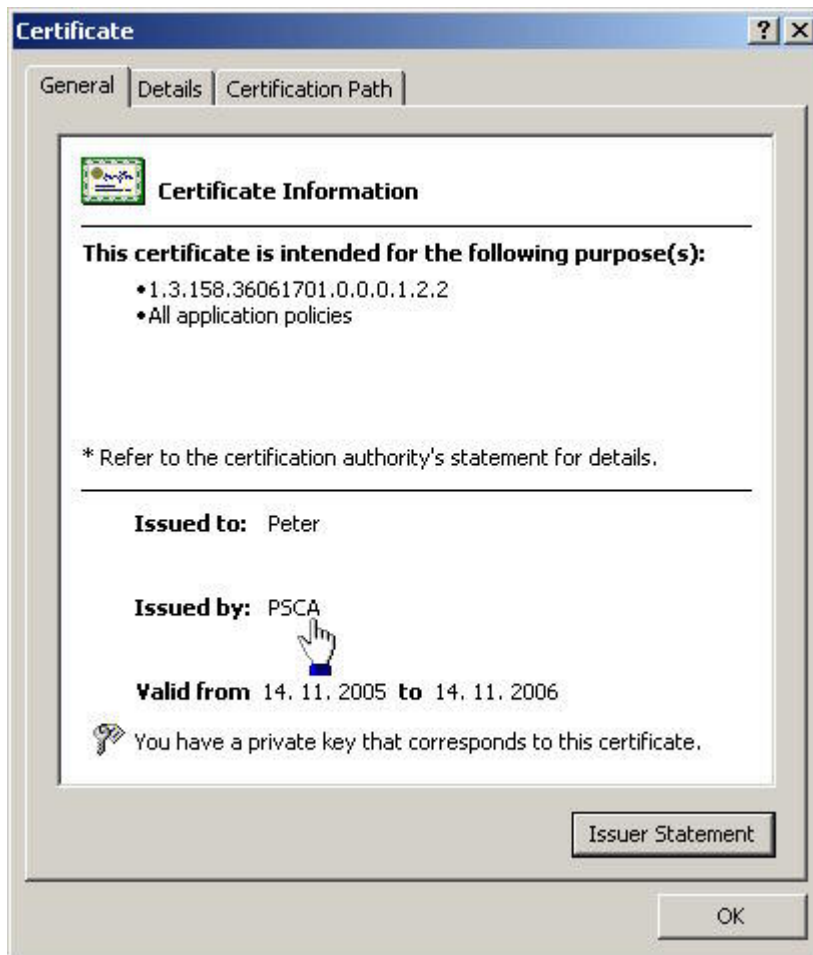 Certificate
General Details Certification Path
Certificate Information
This certificate is intended for the following purpose(s):
•1.3.158.36061701.0.0.0.1.2.2
•All application policies
* Refer to the certification authority's statement for details.
Issued to: Peter
Issued by: PSCA
Valid from 14. 11. 2005 to 14. 11. 2006
You have a private key that corresponds to this certificate.
Issuer Statement
OK